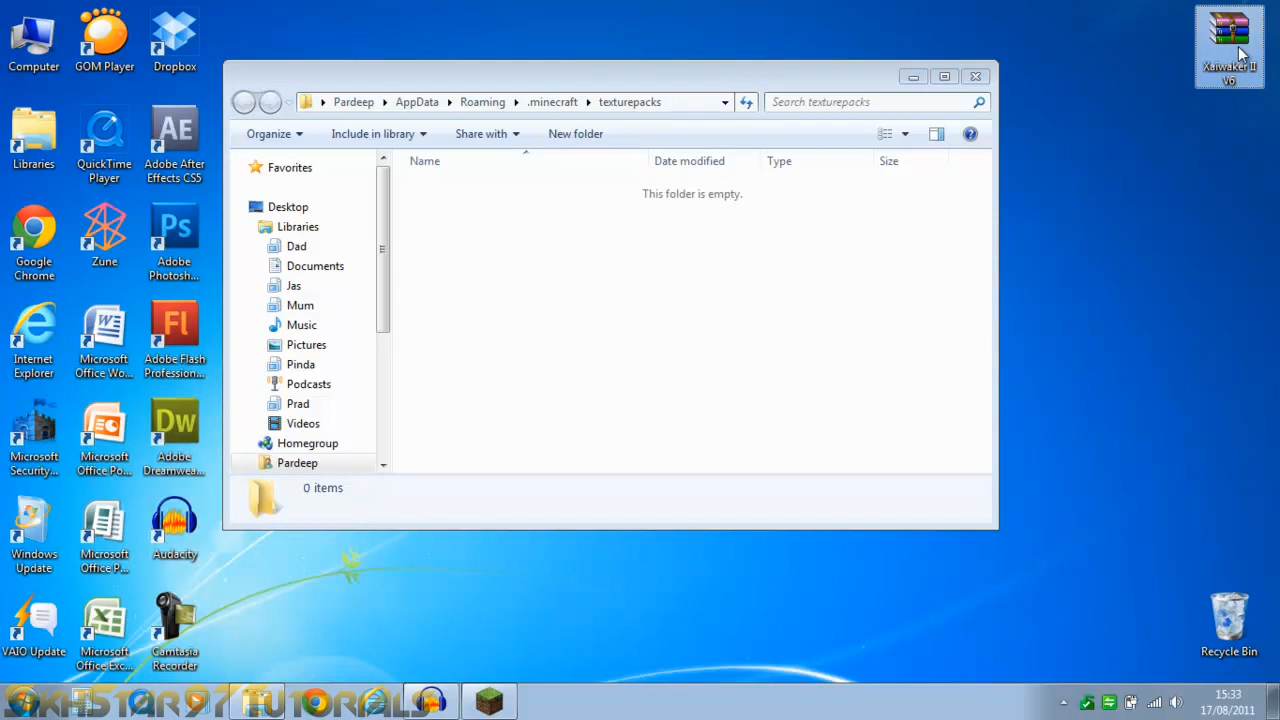 Computer
GOM Player
Dropbox
Xaiwaker II
V6
Pardeep
AppData
Roaming
.minecraft
texturepacks
Search texturepacks
Organize
Include in library
Share with
New folder
Libraries
QuickTime
Player
Adobe After
Effects CS5
Favorites
Name
Date modified
Type
Size
This folder is empty.
Desktop
Libraries
Dad
Documents
Jas
Mum
Music
Pictures
Pinda
Podcasts
Prad
Videos
Homegroup
Pardeep
0 items
Google
Chrome
Zune
Adobe
Photosh...
Internet
Explorer
Microsoft
Office Wo...
Adobe Flash
Profession...
Microsoft
Security...
Microsoft
Office Po...
Adobe
Dreamwea...
Windows
Update
Microsoft
Office P...
Audacity
VAIO Update
Microsoft
Office Exc...
Camtasia
Recorder
Recycle Bin
SIKHSTAR97 TUTORIALS
15:33
17/08/2011